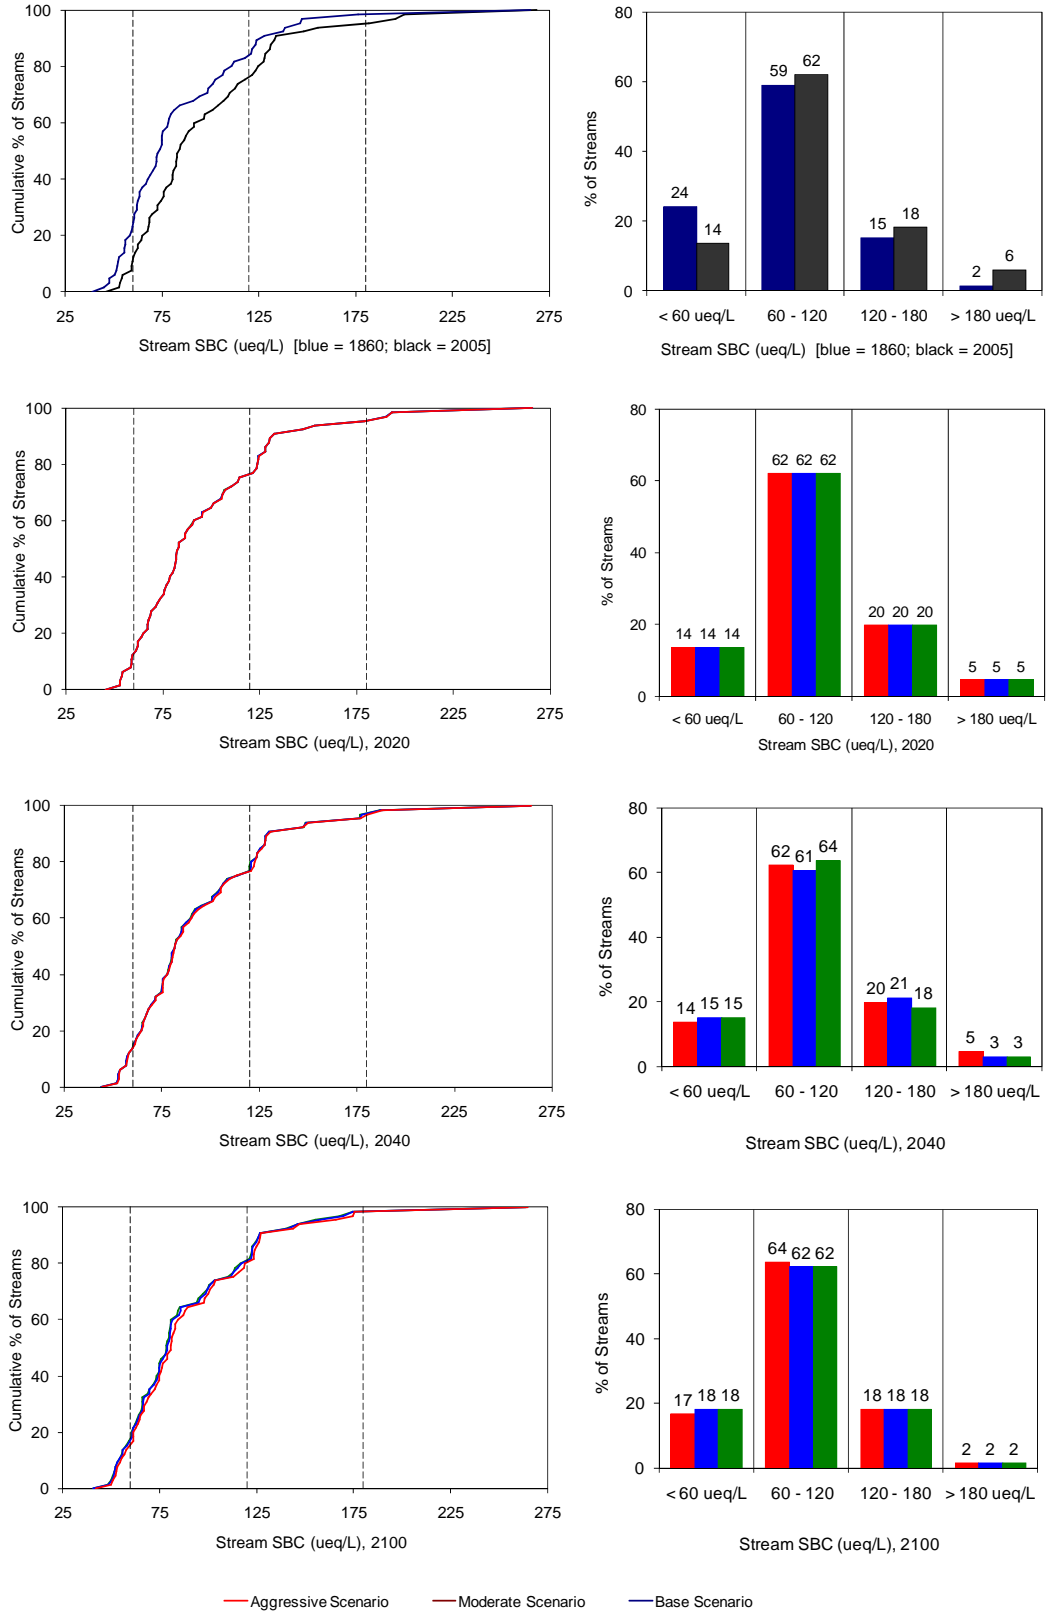 100
80
60
40
20
0
Cumulative % of Streams
25 75 125 175 225 275
Stream SBC (ueq/L) [blue = 1860; black = 2005]
80
60
40
20
0
% of Streams
24 14 59 62 15 18 2 6
< 60 ueq/L 60 - 120 120 - 180 > 180 ueq/L
Stream SBC (ueq/L) [blue = 1860; black = 2005]
100
80
60
40
20
0
Cumulative % of Streams
25 75 125 175 225 275
Stream SBC (ueq/L), 2020
80
60
40
20
0
% of Streams
14 14 14 62 62 62 20 20 20 5 5 5
< 60 ueq/L 60 - 120 120 - 180 > 180 ueq/L
Stream SBC (ueq/L), 2020
100
80
60
40
20
0
Cumulative % of Streams
25 75 125 175 225 275
Stream SBC (ueq/L), 2040
80
60
40
20
0
% of Streams
14 15 15 62 61 64 20 21 18 5 3 3
< 60 ueq/L 60 - 120 120 - 180 > 180 ueq/L
Stream SBC (ueq/L), 2040
100
80
60
40
20
0
Cumulative % of Streams
25 75 125 175 225 275
Stream SBC (ueq/L), 2100
80
60
40
20
0
% of Streams
17 18 18 64 62 62 18 18 18 2 2 2
< 60 ueq/L 60 - 120 120 - 180 > 180 ueq/L
Stream SBC (ueq/L), 2100
Aggressive Scenario Moderate Scenario Base Scenario